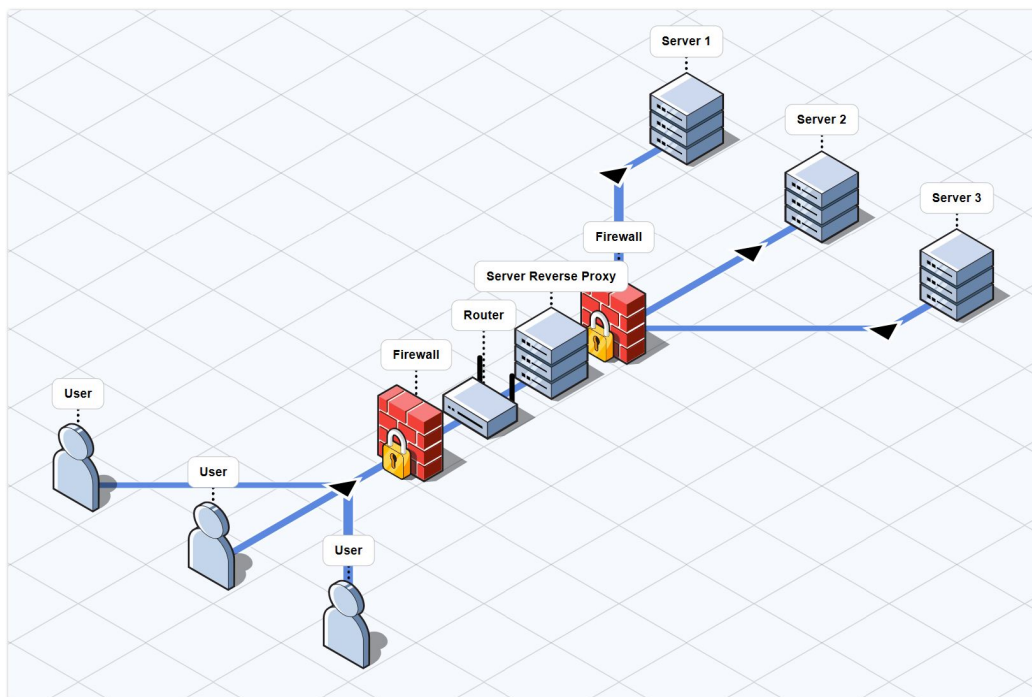 Server 1
Server 2
Server 3
Firewall
Server Reverse Proxy
Router
Firewall
User
User
User